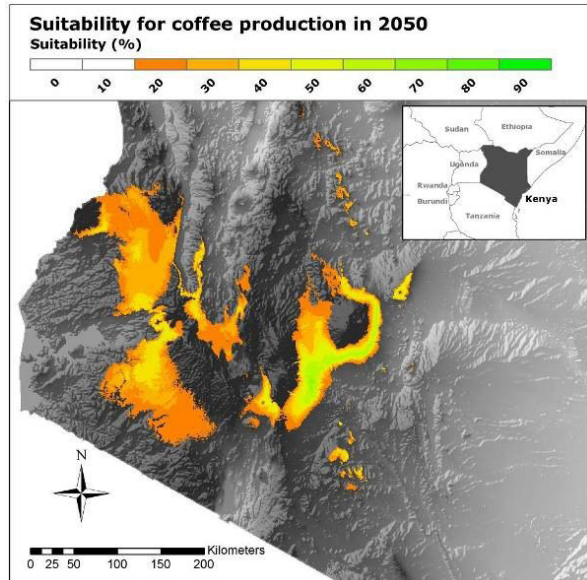 Suitability for coffee production in 2050
Suitability (%)
0 10 20 30 40 50 60 70 80 90
Sudan
Ethiopia
Somalia
Uganda
Rwanda
Burundi
Kenya
Tanzania
N
Kilometers
0 25 50 100 150 200